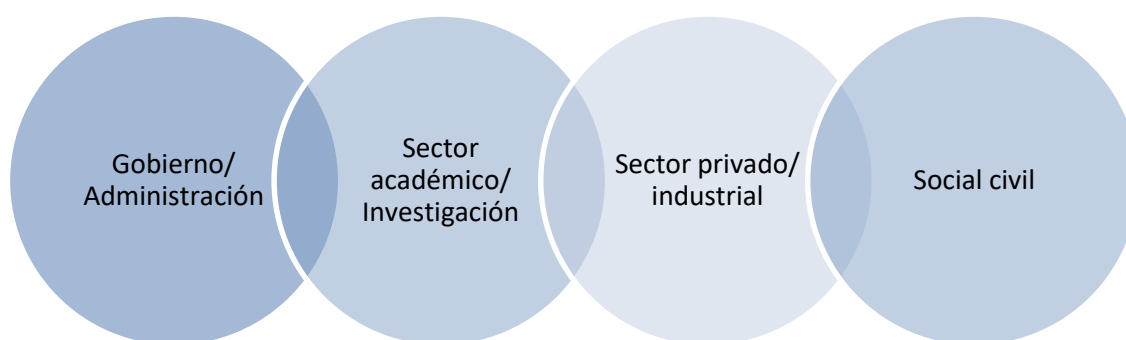 Gobierno/
Administración
Sector
académico/
Investigación
Sector privado/
industrial
Social civil